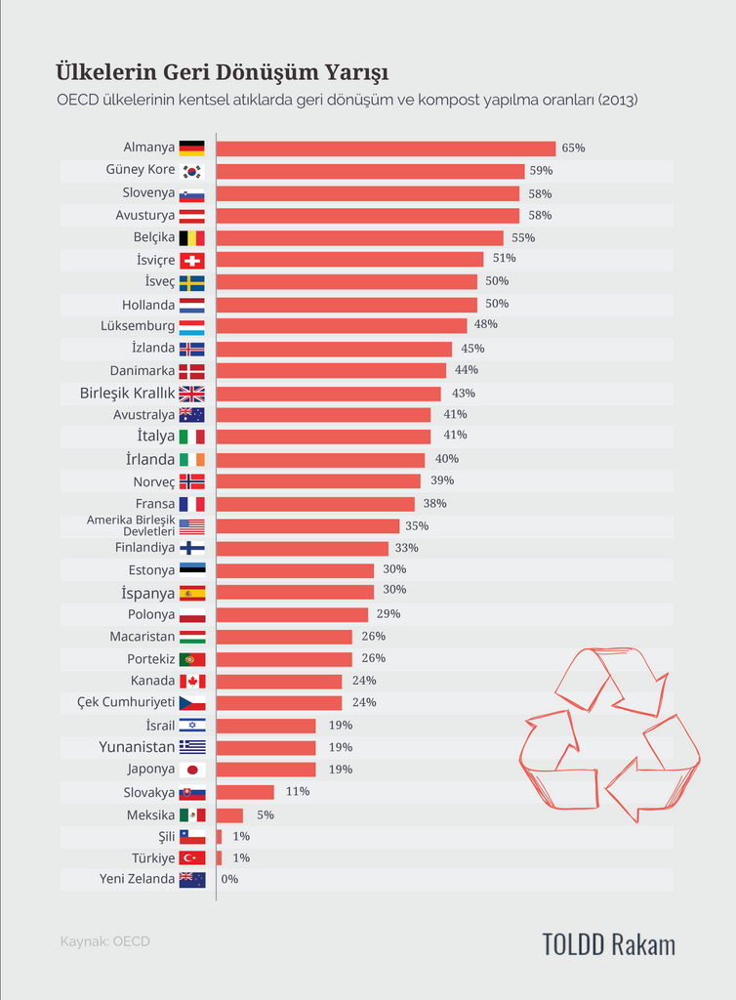 Ülkelerin Geri Dönüşüm Yarışı
OECD ülkelerinin kentsel atıklarda geri dönüşüm ve kompost yapılma oranları (2013)
Almanya 65%
Güney Kore 59%
Slovenya 58%
Avusturya 58%
Belçika 55%
İsviçre 51%
İsveç 50%
Hollanda 50%
Lüksemburg 48%
İzlanda 45%
Danimarka 44%
Birleşik Krallık 43%
Avustralya 41%
İtalya 41%
İrlanda 40%
Norveç 39%
Fransa 38%
Amerika Birleşik
Devletleri 35%
Finlandiya 33%
Estonya 30%
İspanya 30%
Polonya 29%
Macaristan 26%
Portekiz 26%
Kanada 24%
Çek Cumhuriyeti 24%
İsrail 19%
Yunanistan 19%
Japonya 19%
Slovakya 11%
Meksika 5%
Şili 1%
Türkiye 1%
Yeni Zelanda 0%
Kaynak: OECD
TOLDD Rakam